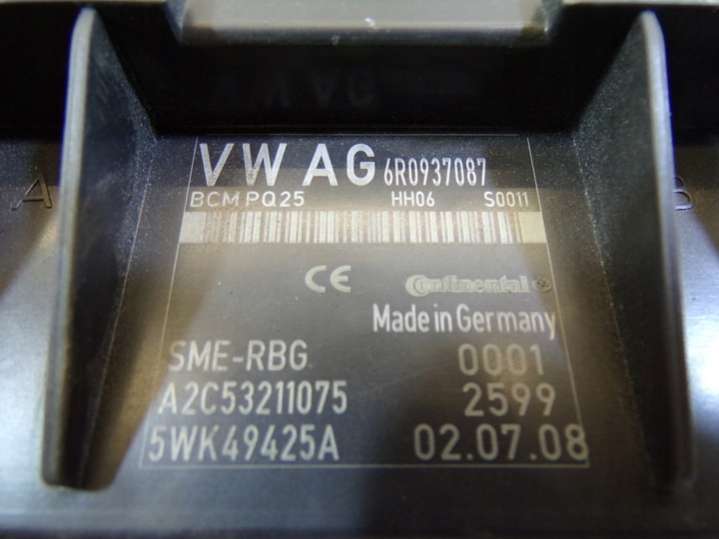 VW AG 6R0937087
BCM PQ25 HH06 S0011
CE Continental
Made in Germany
SME-RBG 0001
A2C53211075 2599
5WK49425A 02.07.08
A B